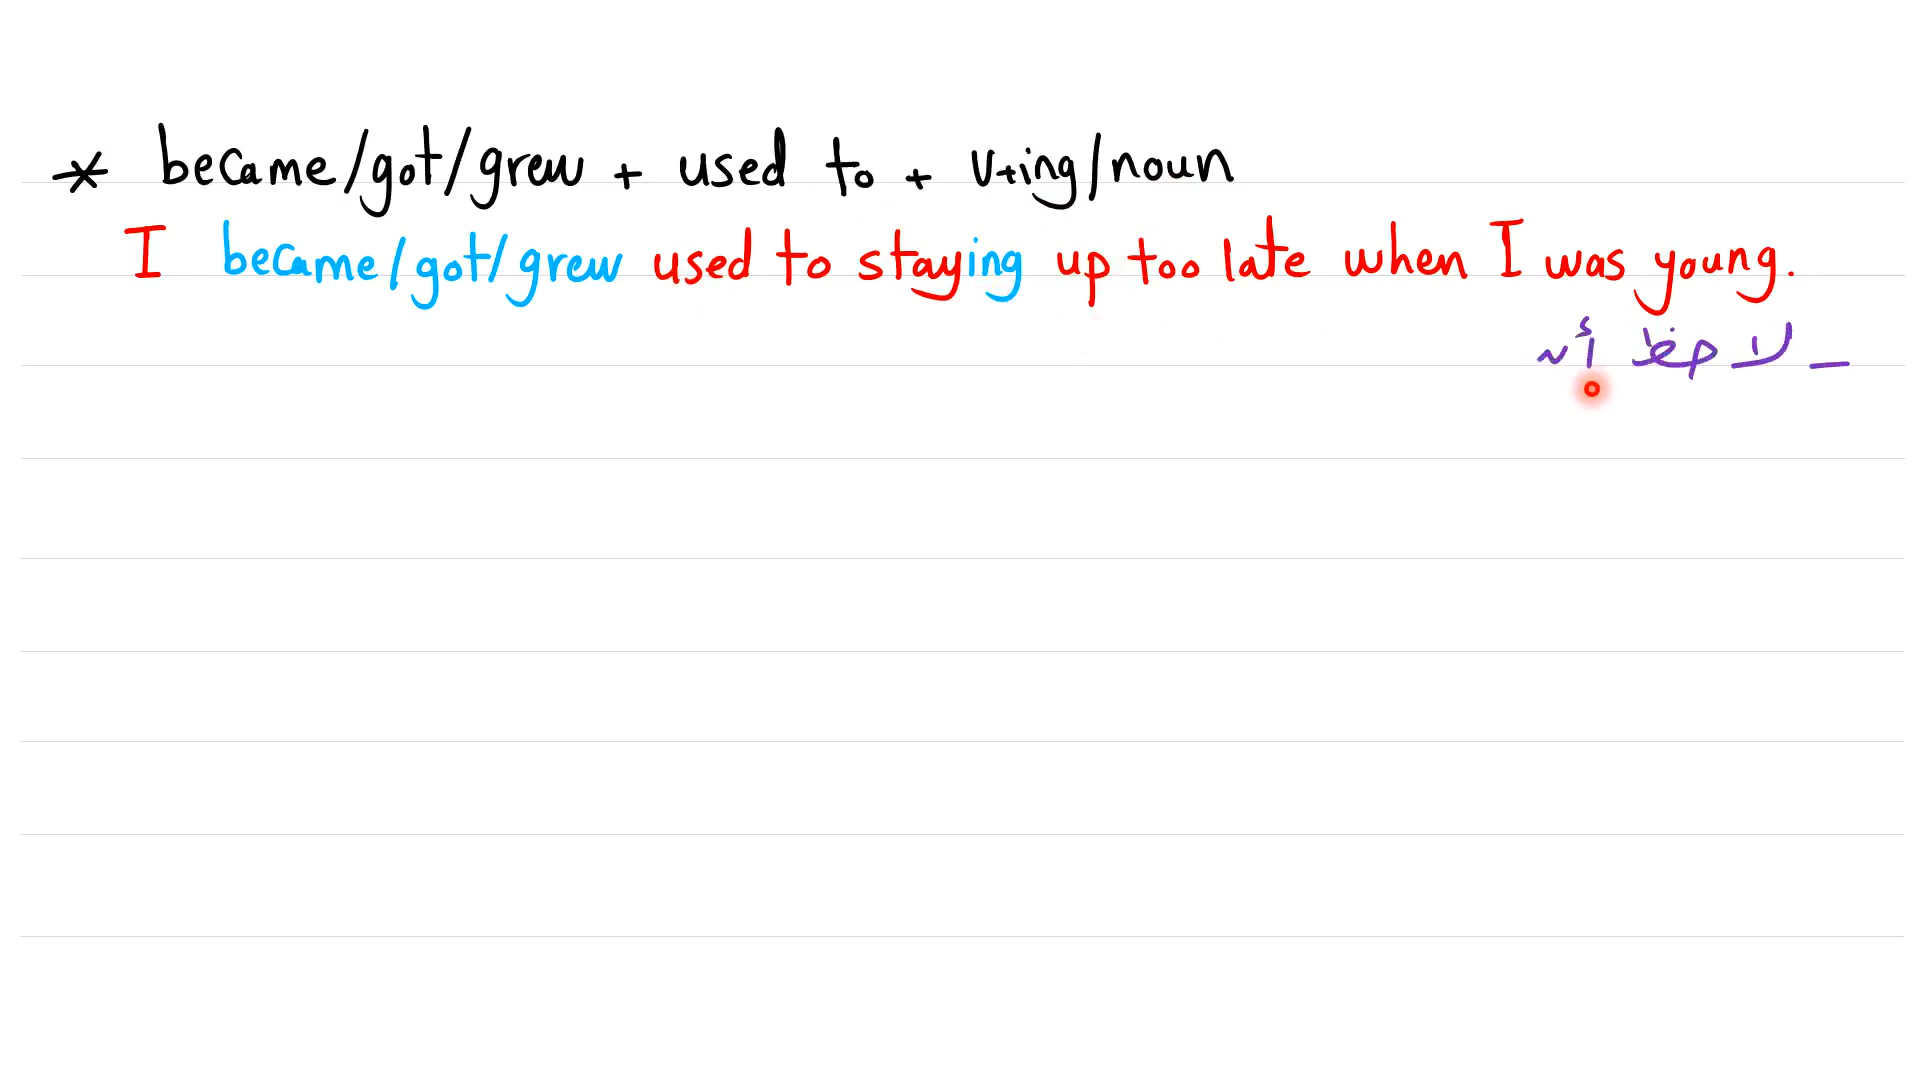 * became/got/grew + used to + v+ing/noun
I became/got/grew used to staying up too late when I was young.
_ لاحظ أن